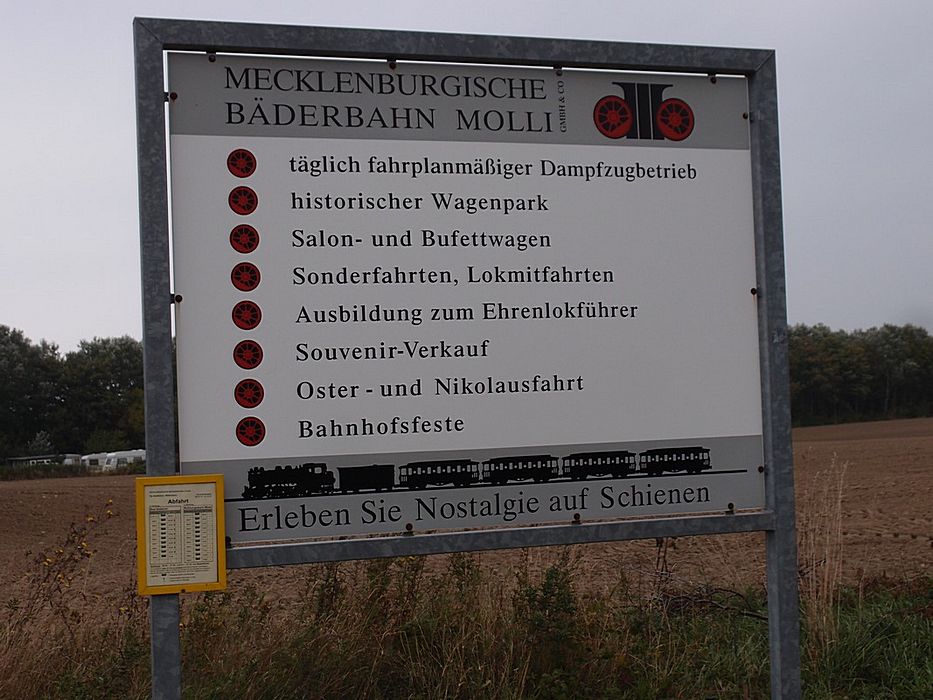 MECKLENBURGISCHE
BÄDERBAHN MOLLI
GMBH & CO
täglich fahrplanmäßiger Dampfzugbetrieb
historischer Wagenpark
Salon- und Bufettwagen
Sonderfahrten, Lokmitfahrten
Ausbildung zum Ehrenlokführer
Souvenir-Verkauf
Oster - und Nikolausfahrt
Bahnhofsfeste
Erleben Sie Nostalgie auf Schienen
Abfahrt